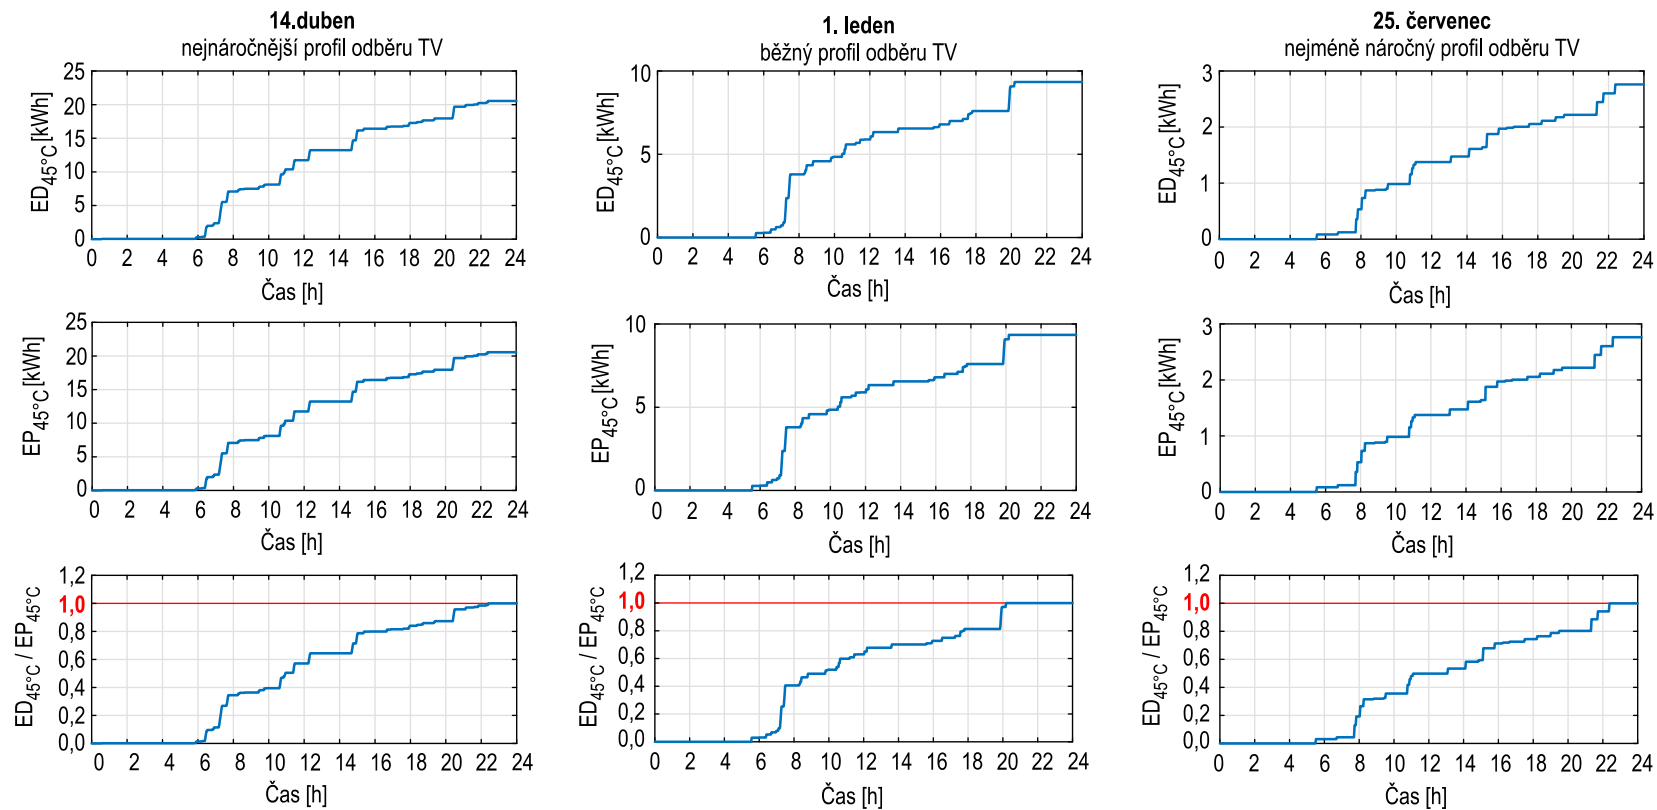 14.duben
nejnáročnější profil odběru TV
1. leden
běžný profil odběru TV
25. červenec
nejméně náročný profil odběru TV
25
20
15
10
5
0
ED45°C [kWh]
0 2 4 6 8 10 12 14 16 18 20 22 24
Čas [h]
10
5
0
ED45°C [kWh]
0 2 4 6 8 10 12 14 16 18 20 22 24
Čas [h]
3
2
1
0
ED45°C [kWh]
0 2 4 6 8 10 12 14 16 18 20 22 24
Čas [h]
25
20
15
10
5
0
EP45°C [kWh]
0 2 4 6 8 10 12 14 16 18 20 22 24
Čas [h]
10
5
0
EP45°C [kWh]
0 2 4 6 8 10 12 14 16 18 20 22 24
Čas [h]
3
2
1
0
EP45°C [kWh]
0 2 4 6 8 10 12 14 16 18 20 22 24
Čas [h]
1,2
1,0
0,8
0,6
0,4
0,2
0,0
ED45°C / EP45°C
0 2 4 6 8 10 12 14 16 18 20 22 24
Čas [h]
1,2
1,0
0,8
0,6
0,4
0,2
0,0
ED45°C / EP45°C
0 2 4 6 8 10 12 14 16 18 20 22 24
Čas [h]
1,2
1,0
0,8
0,6
0,4
0,2
0,0
ED45°C / EP45°C
0 2 4 6 8 10 12 14 16 18 20 22 24
Čas [h]